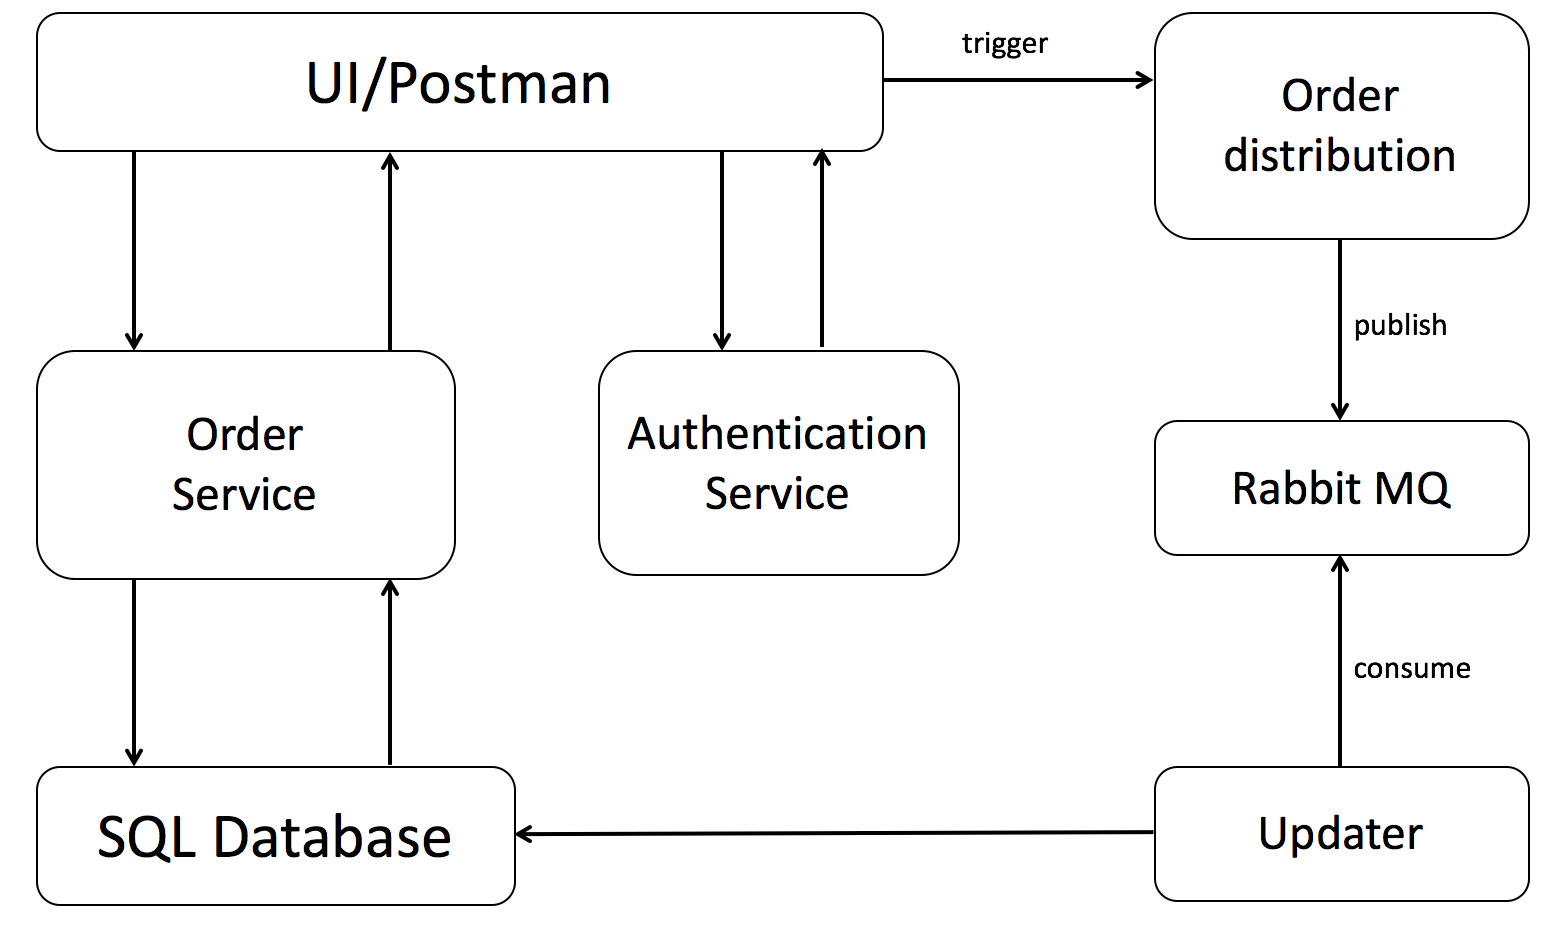 UI/Postman
trigger
Order
distribution
publish
Order
Service
Authentication
Service
Rabbit MQ
consume
SQL Database
Updater